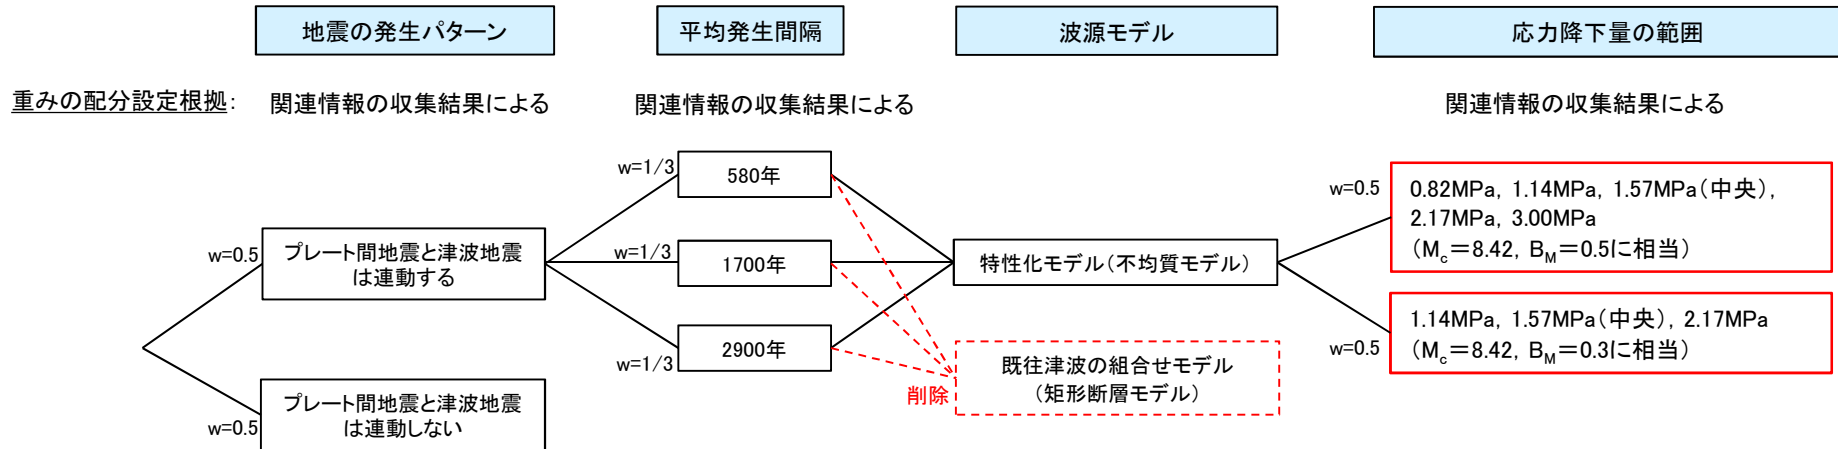 地震の発生パターン
平均発生間隔
波源モデル
応力降下量の範囲
重みの配分設定根拠:
関連情報の収集結果による
関連情報の収集結果による
関連情報の収集結果による
w=0.5
プレート間地震と津波地震
は連動する
w=0.5
プレート間地震と津波地震
は連動しない
w=1/3
580年
w=1/3
1700年
w=1/3
2900年
特性化モデル(不均質モデル)
削除
既往津波の組合せモデル
(矩形断層モデル)
w=0.5
0.82MPa, 1.14MPa, 1.57MPa(中央),
2.17MPa, 3.00MPa
(Mc=8.42, BM=0.5に相当)
w=0.5
1.14MPa, 1.57MPa(中央), 2.17MPa
(Mc=8.42, BM=0.3に相当)